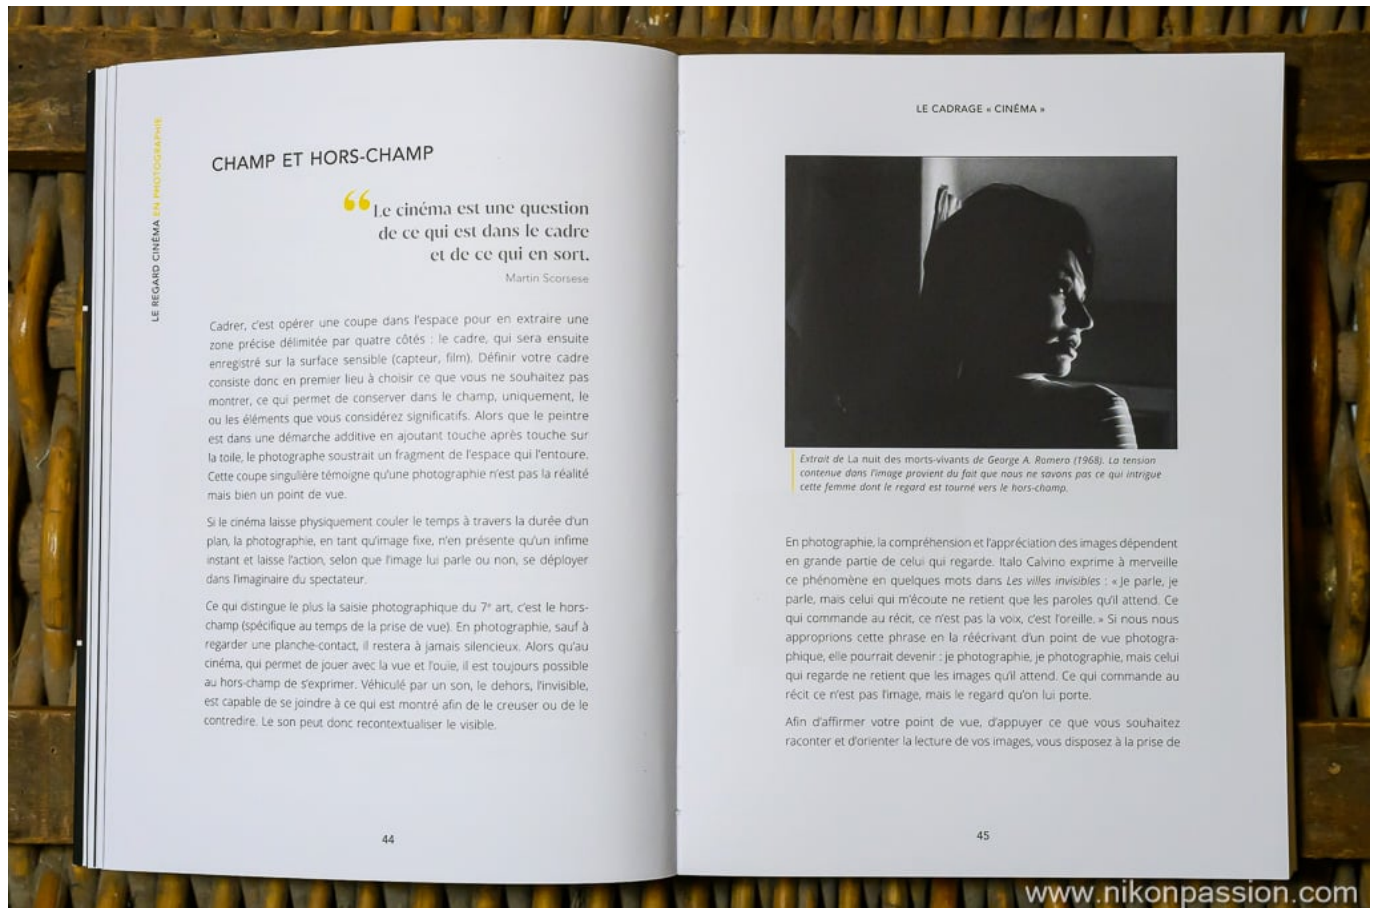 LE REGARD CINÉMA EN PHOTOGRAPHIE
CHAMP ET HORS-CHAMP
“ Le cinéma est une question
de ce qui est dans le cadre
et de ce qui en sort.
Martin Scorsese
Cadrer, c'est opérer une coupe dans l'espace pour en extraire une
zone précise délimitée par quatre côtés : le cadre, qui sera ensuite
enregistré sur la surface sensible (capteur, film). Définir votre cadre
consiste donc en premier lieu à choisir ce que vous ne souhaitez pas
montrer, ce qui permet de conserver dans le champ, uniquement, le
ou les éléments que vous considérez significatifs. Alors que le peintre
est dans une démarche additive en ajoutant touche après touche sur
la toile, le photographe soustrait un fragment de l'espace qui l'entoure.
Cette coupe singulière témoigne qu'une photographie n'est pas la réalité
mais bien un point de vue.
Si le cinéma laisse physiquement couler le temps à travers la durée d'un
plan, la photographie, en tant qu'image fixe, n'en présente qu'un infime
instant et laisse l'action, selon que l'image lui parle ou non, se déployer
dans l'imaginaire du spectateur.
Ce qui distingue le plus la saisie photographique du 7e art, c'est le hors-
champ (spécifique au temps de la prise de vue). En photographie, sauf à
regarder une planche-contact, il restera à jamais silencieux. Alors qu'au
cinéma, qui permet de jouer avec la vue et l'ouïe, il est toujours possible
au hors-champ de s'exprimer. Véhiculé par un son, le dehors, l'invisible,
est capable de se joindre à ce qui est montré afin de le creuser ou de le
contredire. Le son peut donc recontextualiser le visible.
44
LE CADRAGE « CINÉMA »
Extrait de La nuit des morts-vivants de George A. Romero (1968). La tension
contenue dans l'image provient du fait que nous ne savons pas ce qui intrigue
cette femme dont le regard est tourné vers le hors-champ.
En photographie, la compréhension et l'appréciation des images dépendent
en grande partie de celui qui regarde. Italo Calvino exprime à merveille
ce phénomène en quelques mots dans Les villes invisibles : « Je parle, je
parle, mais celui qui m'écoute ne retient que les paroles qu'il attend. Ce
qui commande au récit, ce n'est pas la voix, c'est l'oreille. » Si nous nous
approprions cette phrase en la réécrivant d'un point de vue photogra-
phique, elle pourrait devenir : je photographie, je photographie, mais celui
qui regarde ne retient que les images qu'il attend. Ce qui commande au
récit ce n'est pas l'image, mais le regard qu'on lui porte.
Afin d'affirmer votre point de vue, d'appuyer ce que vous souhaitez
raconter et d'orienter la lecture de vos images, vous disposez à la prise de
45
www.nikonpassion.com